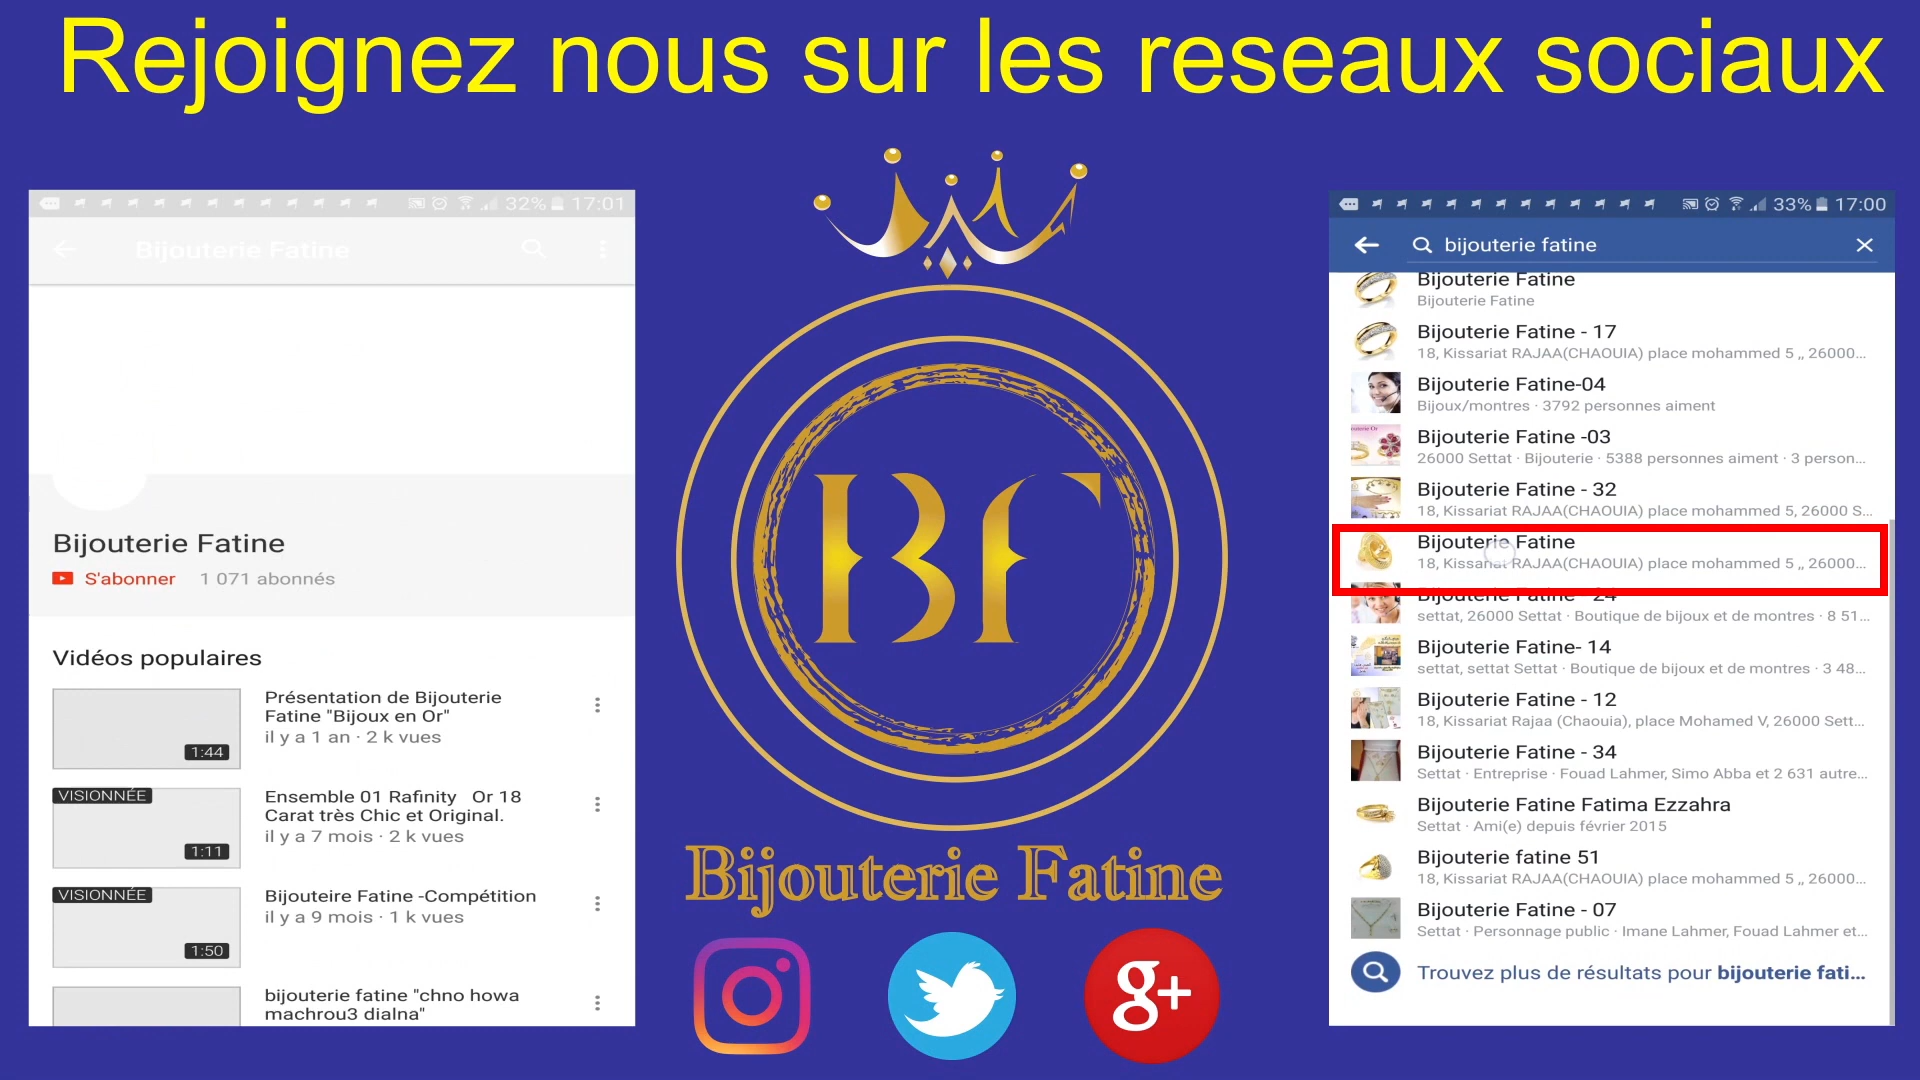 Rejoignez nous sur les reseaux sociaux
32% 17:01
Bijouterie Fatine
Bijouterie Fatine
S'abonner 1 071 abonnés
Vidéos populaires
Présentation de Bijouterie
Fatine "Bijoux en Or"
il y a 1 an · 2 k vues
1:44
VISIONNÉE
Ensemble 01 Rafinity Or 18
Carat très Chic et Original.
il y a 7 mois · 2 k vues
1:11
VISIONNÉE
Bijouteire Fatine -Compétition
il y a 9 mois · 1 k vues
1:50
bijouterie fatine "chno howa
machrou3 dialna"
BF
Bijouterie Fatine
g+
33% 17:00
bijouterie fatine
Bijouterie Fatine
Bijouterie Fatine
Bijouterie Fatine - 17
18, Kissariat RAJAA(CHAOUIA) place mohammed 5 ,, 26000...
Bijouterie Fatine-04
Bijoux/montres · 3792 personnes aiment
Bijouterie Fatine -03
26000 Settat · Bijouterie · 5388 personnes aiment · 3 person...
Bijouterie Fatine - 32
18, Kissariat RAJAA(CHAOUIA) place mohammed 5, 26000 S...
Bijouterie Fatine
18, Kissariat RAJAA(CHAOUIA) place mohammed 5 ,, 26000...
Bijouterie Fatine - 24
settat, 26000 Settat · Boutique de bijoux et de montres · 8 51...
Bijouterie Fatine- 14
settat, settat Settat · Boutique de bijoux et de montres · 3 48...
Bijouterie Fatine - 12
18, Kissariat Rajaa (Chaouia), place Mohamed V, 26000 Sett...
Bijouterie Fatine - 34
Settat · Entreprise · Fouad Lahmer, Simo Abba et 2 631 autre...
Bijouterie Fatine Fatima Ezzahra
Settat · Ami(e) depuis février 2015
Bijouterie fatine 51
18, Kissariat RAJAA(CHAOUIA) place mohammed 5 ,, 26000...
Bijouterie Fatine - 07
Settat · Personnage public · Imane Lahmer, Fouad Lahmer et...
Trouvez plus de résultats pour bijouterie fati...